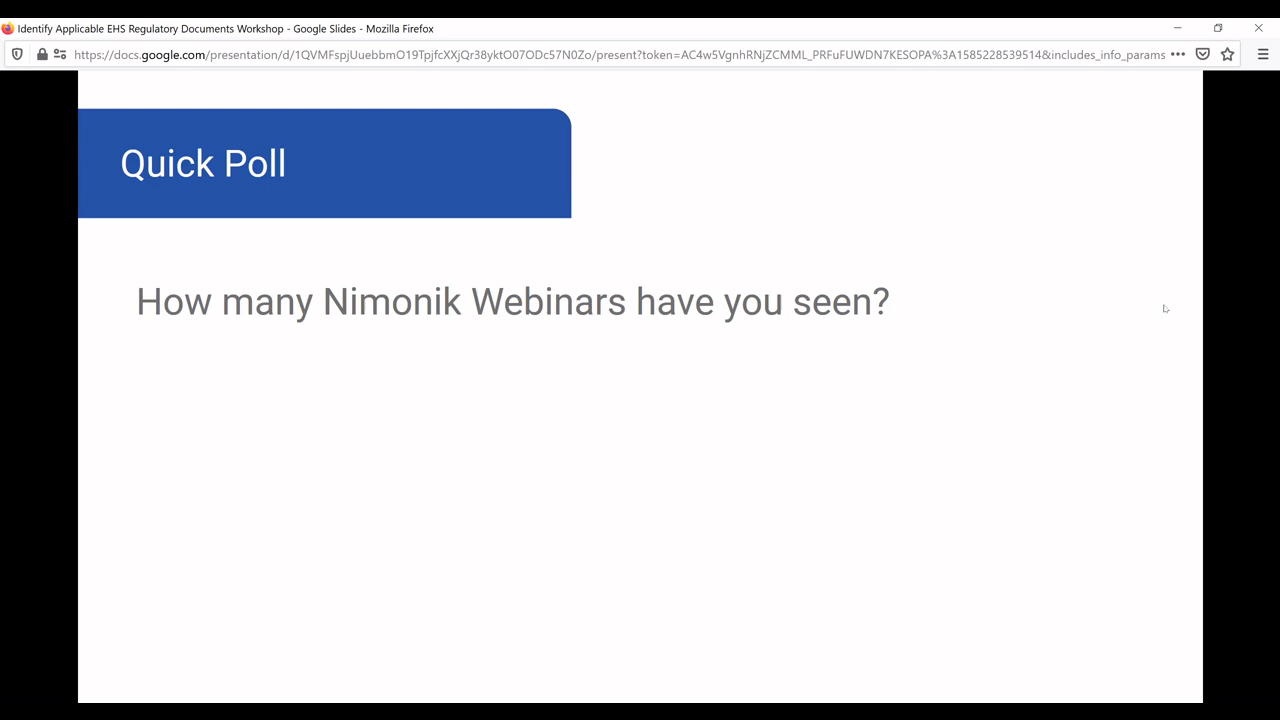 Identify Applicable EHS Regulatory Documents Workshop - Google Slides - Mozilla Firefox
https://docs.google.com/presentation/d/1QVMFspjUuebbmO19TpjfcXXjQr38yktO07ODc57N0Zo/present?token=AC4w5VgnhRNjZCMML_PRFuFUWDN7KESOPA%3A1585228539514&includes_info_params
Quick Poll
How many Nimonik Webinars have you seen?